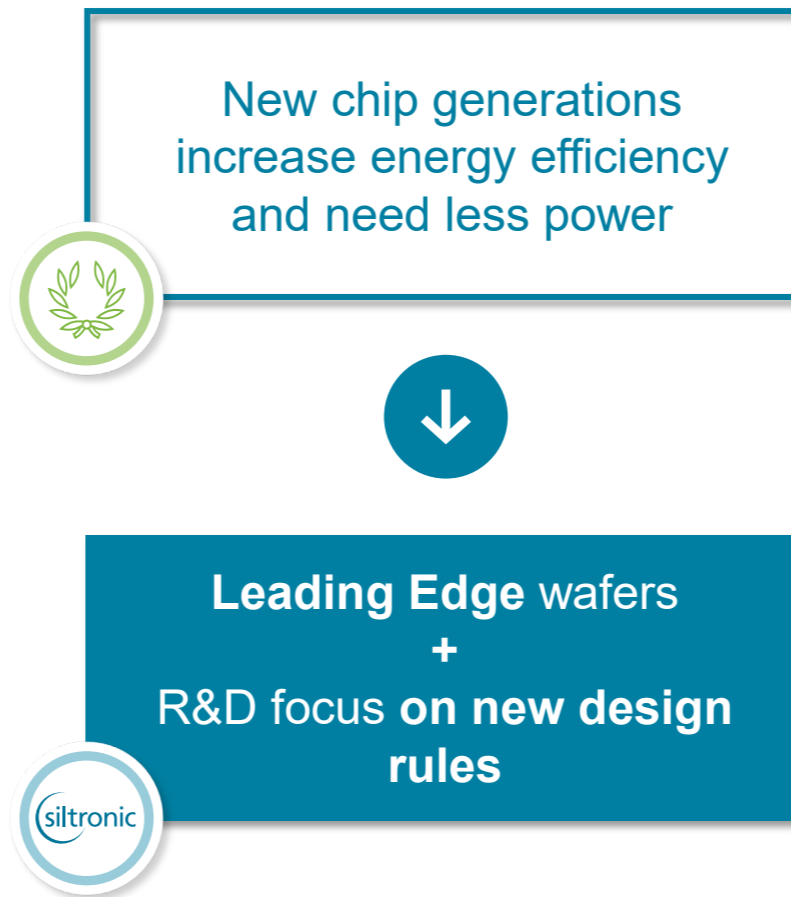 New chip generations
increase energy efficiency
and need less power
Leading Edge wafers
+
R&D focus on new design
rules
siltronic